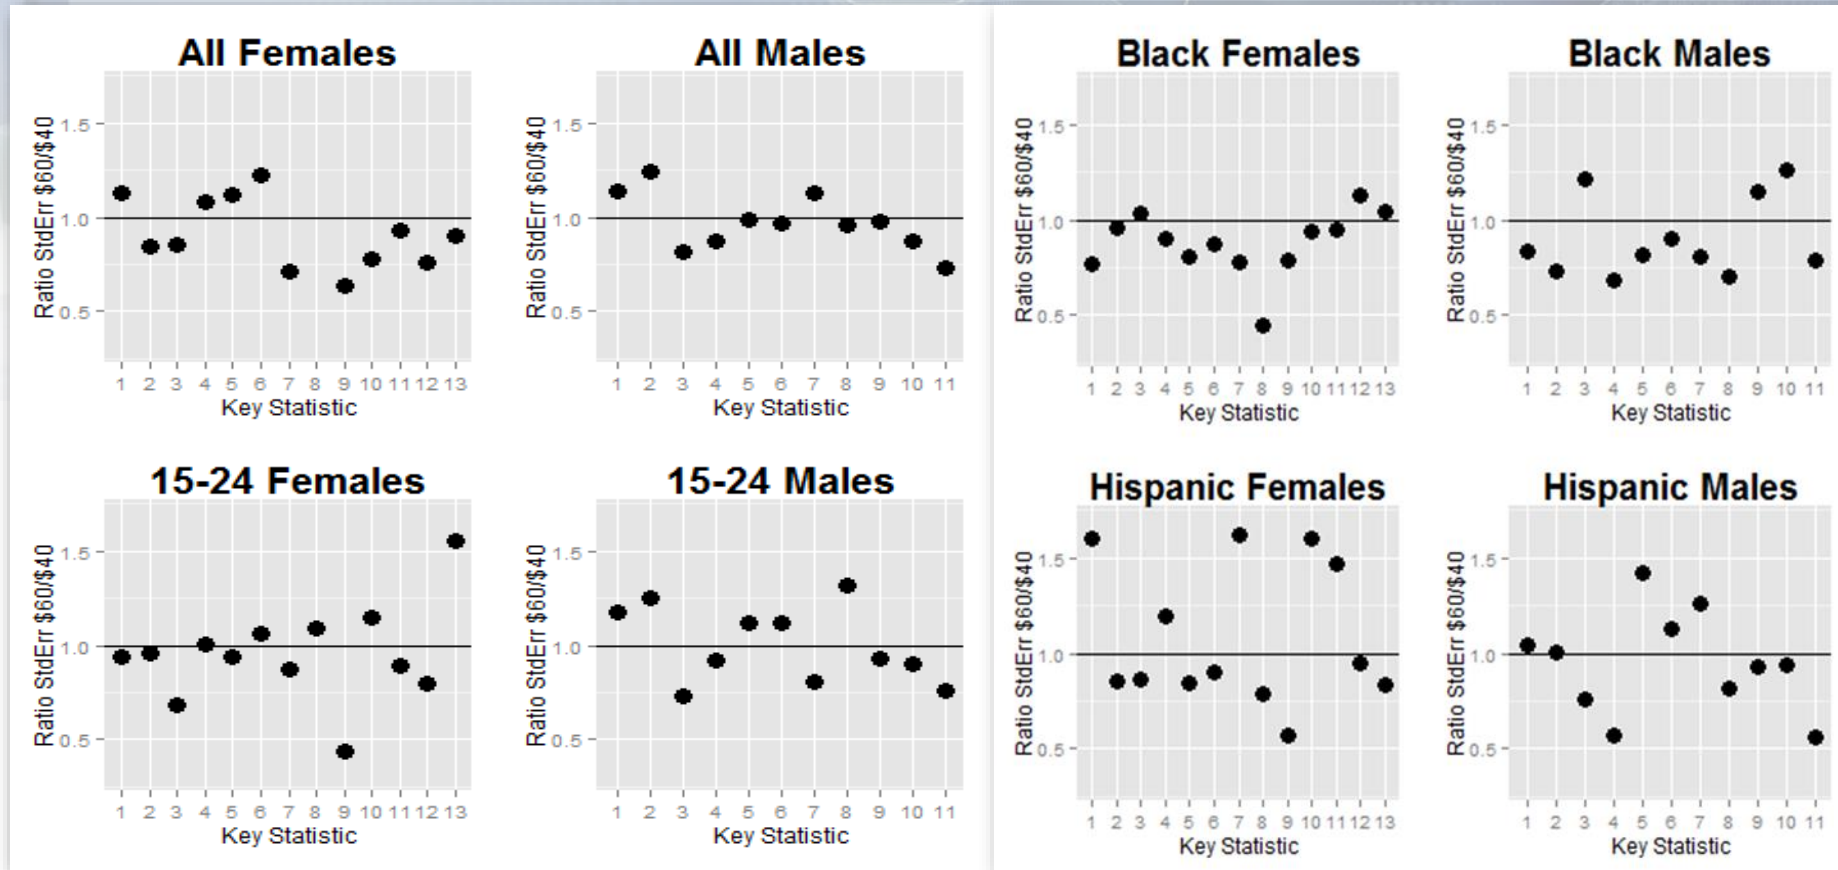 All Females
Ratio StdErr $60/$40
1.5
1.0
0.5
1 2 3 4 5 6 7 9 10 11 12 13
Key Statistic
All Males
Ratio StdErr $60/$40
1.5
1.0
0.5
1 2 3 4 5 6 7 8 9 10 11
Key Statistic
Black Females
Ratio StdErr $60/$40
1.5
1.0
0.5
1 2 3 4 5 6 7 8 9 10 11 12 13
Key Statistic
Black Males
Ratio StdErr $60/$40
1.5
1.0
0.5
1 2 3 4 5 6 7 8 9 10 11
Key Statistic
15-24 Females
Ratio StdErr $60/$40
1.5
1.0
0.5
1 2 3 4 5 6 7 8 9 10 11 12 13
Key Statistic
15-24 Males
Ratio StdErr $60/$40
1.5
1.0
0.5
1 2 3 4 5 6 7 8 9 10 11
Key Statistic
Hispanic Females
Ratio StdErr $60/$40
1.5
1.0
0.5
1 2 3 4 5 6 7 8 9 10 11 12 13
Key Statistic
Hispanic Males
Ratio StdErr $60/$40
1.5
1.0
0.5
1 2 3 4 5 6 7 8 9 10 11
Key Statistic